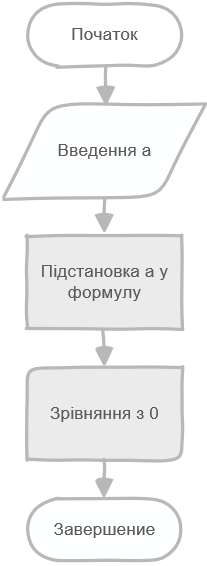 Початок
Введення а
Підстановка а у
формулу
Зрівняння з 0
Завершение